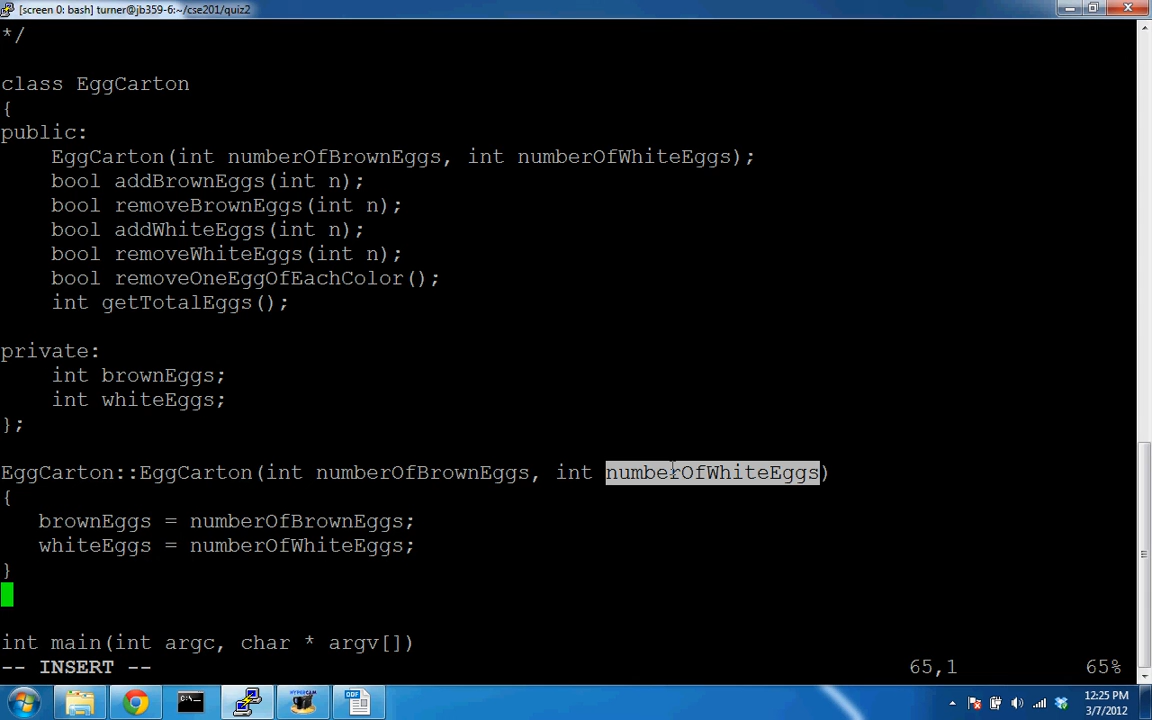 [screen 0: bash] turner@jb359-6:~/cse201/quiz2
*/
class EggCarton
{
public:
    EggCarton(int numberOfBrownEggs, int numberOfWhiteEggs);
    bool addBrownEggs(int n);
    bool removeBrownEggs(int n);
    bool addWhiteEggs(int n);
    bool removeWhiteEggs(int n);
    bool removeOneEggOfEachColor();
    int getTotalEggs();
private:
    int brownEggs;
    int whiteEggs;
};
EggCarton::EggCarton(int numberOfBrownEggs, int numberOfWhiteEggs)
{
   brownEggs = numberOfBrownEggs;
   whiteEggs = numberOfWhiteEggs;
}
int main(int argc, char * argv[])
-- INSERT -- 65,1 65%
C:\
HYPERCAM
ODF
12:25 PM
3/7/2012